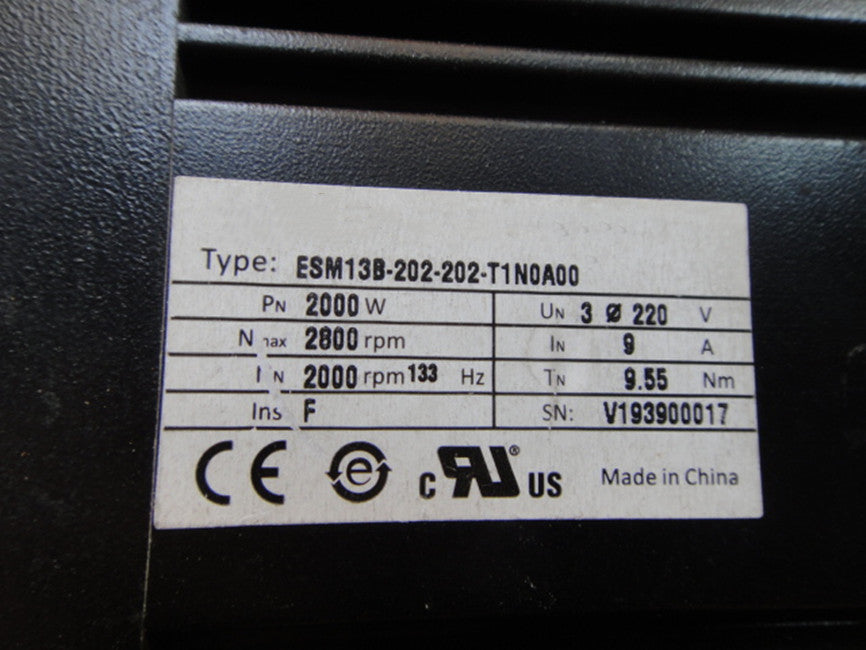 Type: ESM13B-202-202-T1N0A00
PN 2000 W UN 3 Ø 220 V
N max 2800 rpm IN 9 A
N 2000 rpm 133 Hz TN 9.55 Nm
Ins F SN: V193900017
CE e c RU® US Made in China